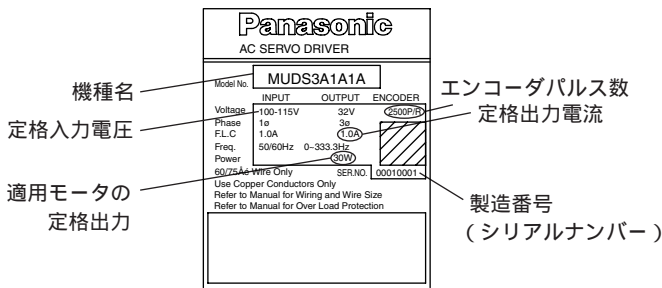 Panasonic
AC SERVO DRIVER
Model No. MUDS3A1A1A
INPUT OUTPUT ENCODER
Voltage 100-115V 32V 2500P/R
Phase 1ø 3ø
F.L.C 1.0A 1.0A
Freq. 50/60Hz 0~333.3Hz
Power 30W
60/75Åé Wire Only SER.NO. 00010001
Use Copper Conductors Only
Refer to Manual for Wiring and Wire Size
Refer to Manual for Over Load Protection
機種名
定格入力電圧
適用モータの
定格出力
エンコーダパルス数
定格出力電流
製造番号
(シリアルナンバー)